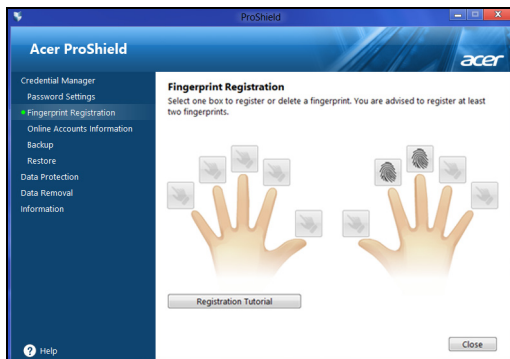 ProShield
Acer ProShield
acer
Credential Manager
Password Settings
Fingerprint Registration
Online Accounts Information
Backup
Restore
Data Protection
Data Removal
Information
Fingerprint Registration
Select one box to register or delete a fingerprint. You are advised to register at least
two fingerprints.
Registration Tutorial
? Help
Close